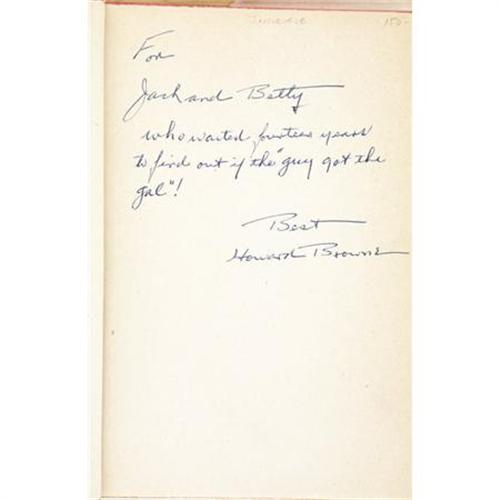 150-
For
Jack and Betty
who waited fourteen years
to find out if the "guy got the
gal"!
Best
Howard Browne